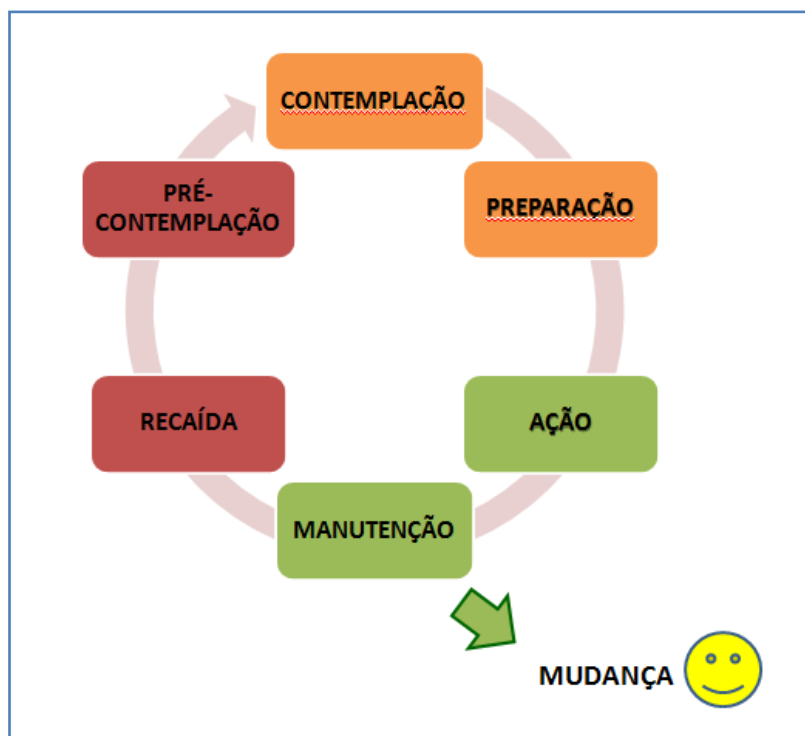 CONTEMPLAÇÃO
PREPARAÇÃO
AÇÃO
MANUTENÇÃO
RECAÍDA
PRÉ-
CONTEMPLAÇÃO
MUDANÇA